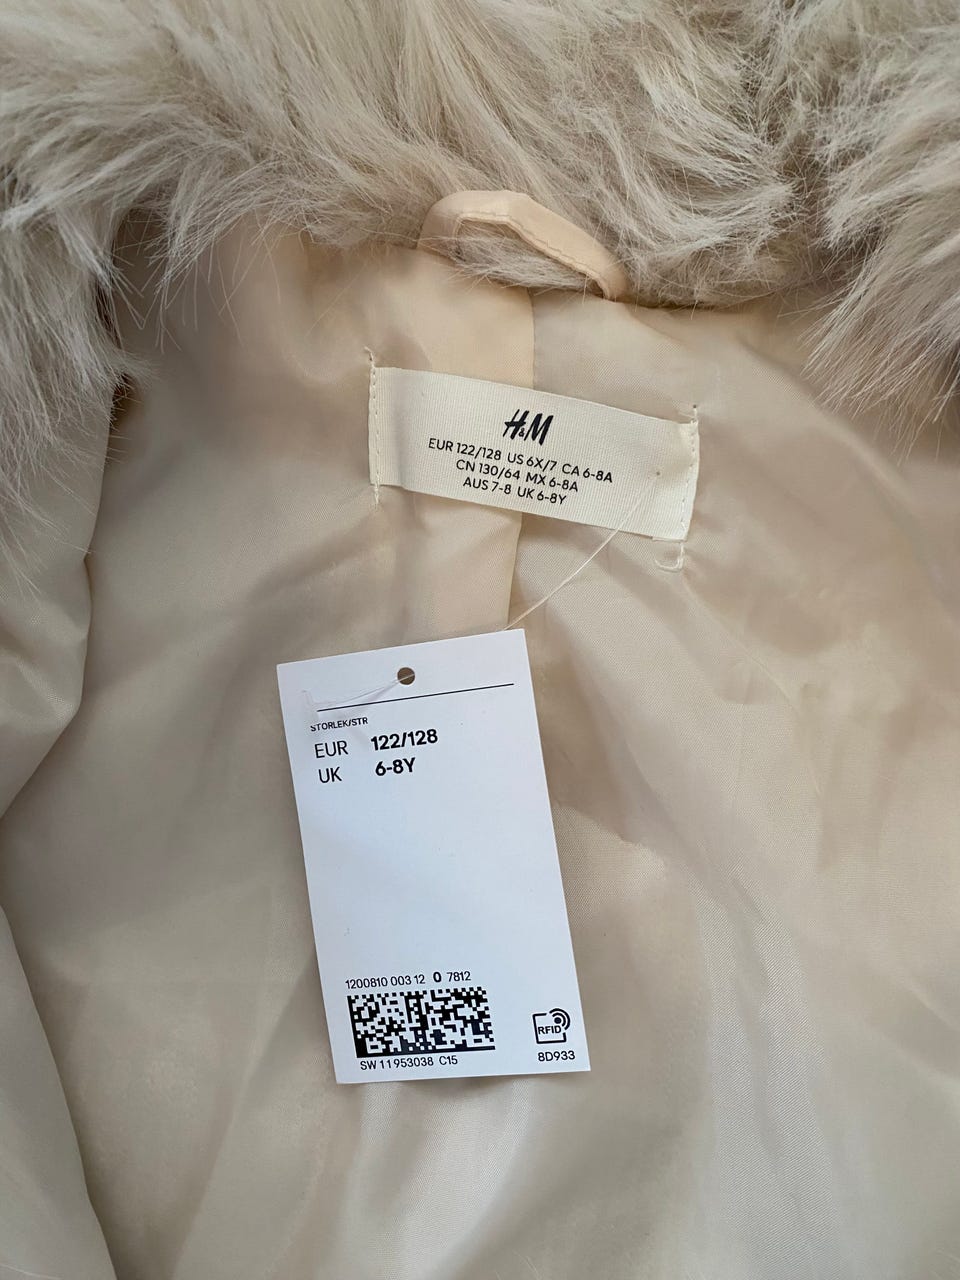 H&M
EUR 122/128 US 6X/7 CA 6-8A
CN 130/64 MX 6-8A
AUS 7-8 UK 6-8Y
STORLEK/STR
EUR 122/128
UK 6-8Y
1200810 003 12 0 7812
SW 11953038 C15
RFID
8D933